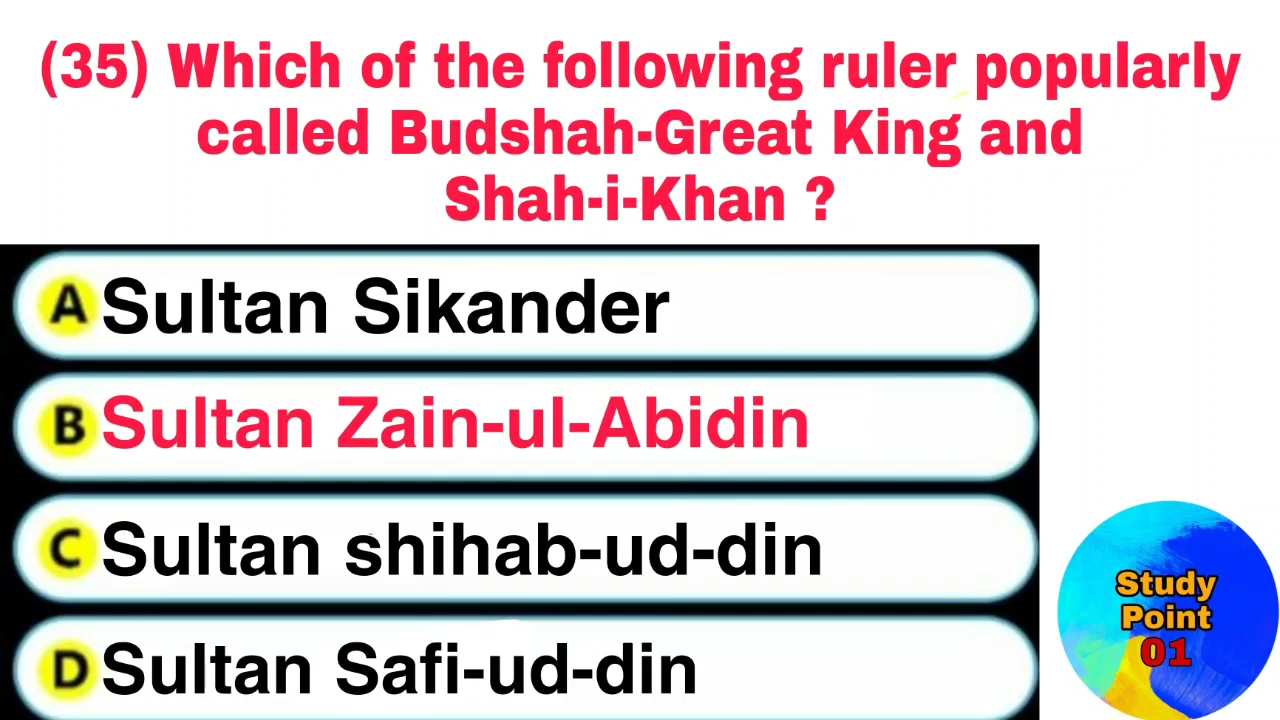 (35) Which of the following ruler popularly
called Budshah-Great King and
Shah-i-Khan ?
A Sultan Sikander
B Sultan Zain-ul-Abidin
C Sultan shihab-ud-din
D Sultan Safi-ud-din
Study
Point
01